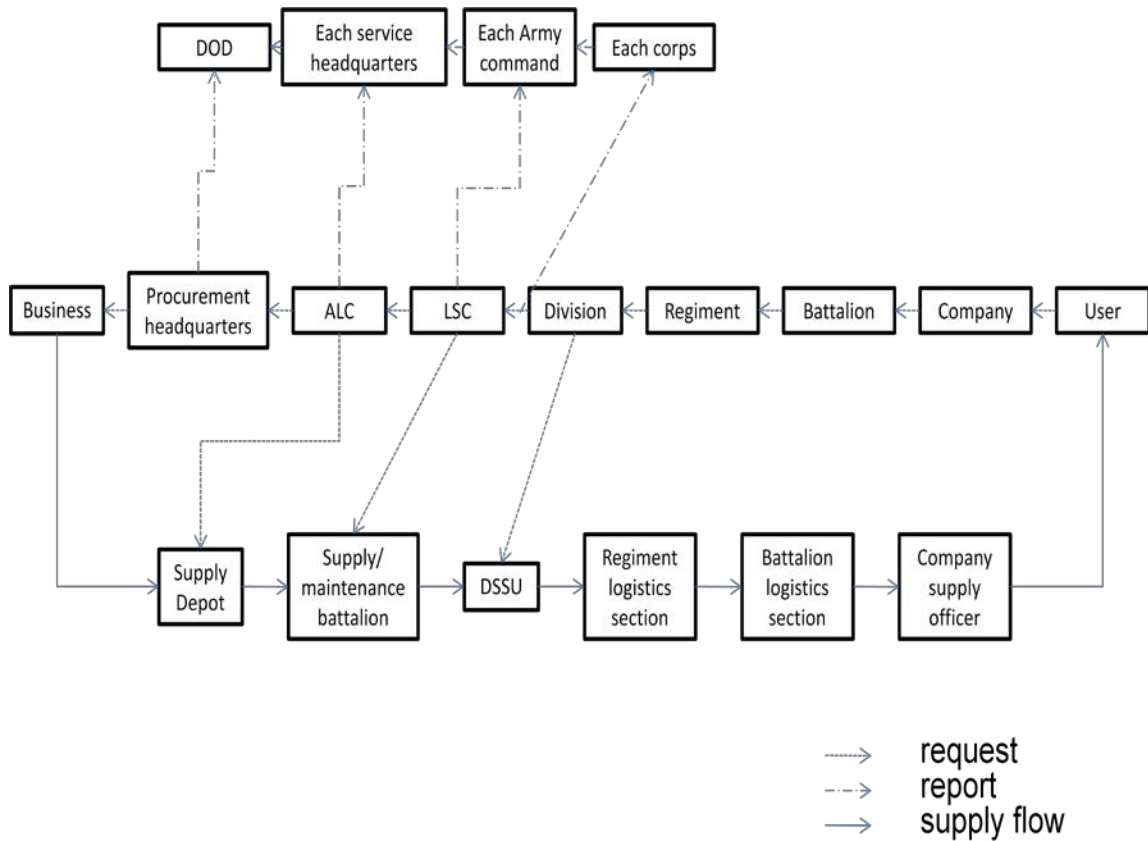 DOD
Each service
headquarters
Each Army
command
Each corps
Business
Procurement
headquarters
ALC
LSC
Division
Regiment
Battalion
Company
User
Supply
Depot
Supply/
maintenance
battalion
DSSU
Regiment
logistics
section
Battalion
logistics
section
Company
supply
officer
request
report
supply flow